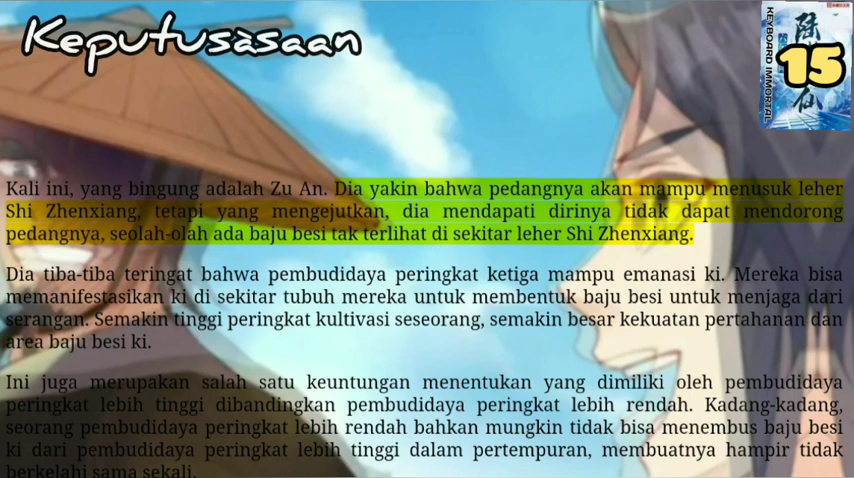 Keputusàsaan
陆
仙
KEYBOARD IMMORTAL
15
Kali ini, yang bingung adalah Zu An. Dia yakin bahwa pedangnya akan mampu menusuk leher
Shi Zhenxiang, tetapi yang mengejutkan, dia mendapati dirinya tidak dapat mendorong
pedangnya, seolah-olah ada baju besi tak terlihat di sekitar leher Shi Zhenxiang.
Dia tiba-tiba teringat bahwa pembudidaya peringkat ketiga mampu emanasi ki. Mereka bisa
memanifestasikan ki di sekitar tubuh mereka untuk membentuk baju besi untuk menjaga dari
serangan. Semakin tinggi peringkat kultivasi seseorang, semakin besar kekuatan pertahanan dan
area baju besi ki.
Ini juga merupakan salah satu keuntungan menentukan yang dimiliki oleh pembudidaya
peringkat lebih tinggi dibandingkan pembudidaya peringkat lebih rendah. Kadang-kadang,
seorang pembudidaya peringkat lebih rendah bahkan mungkin tidak bisa menembus baju besi
ki dari pembudidaya peringkat lebih tinggi dalam pertempuran, membuatnya hampir tidak
berkelahi sama sekali.